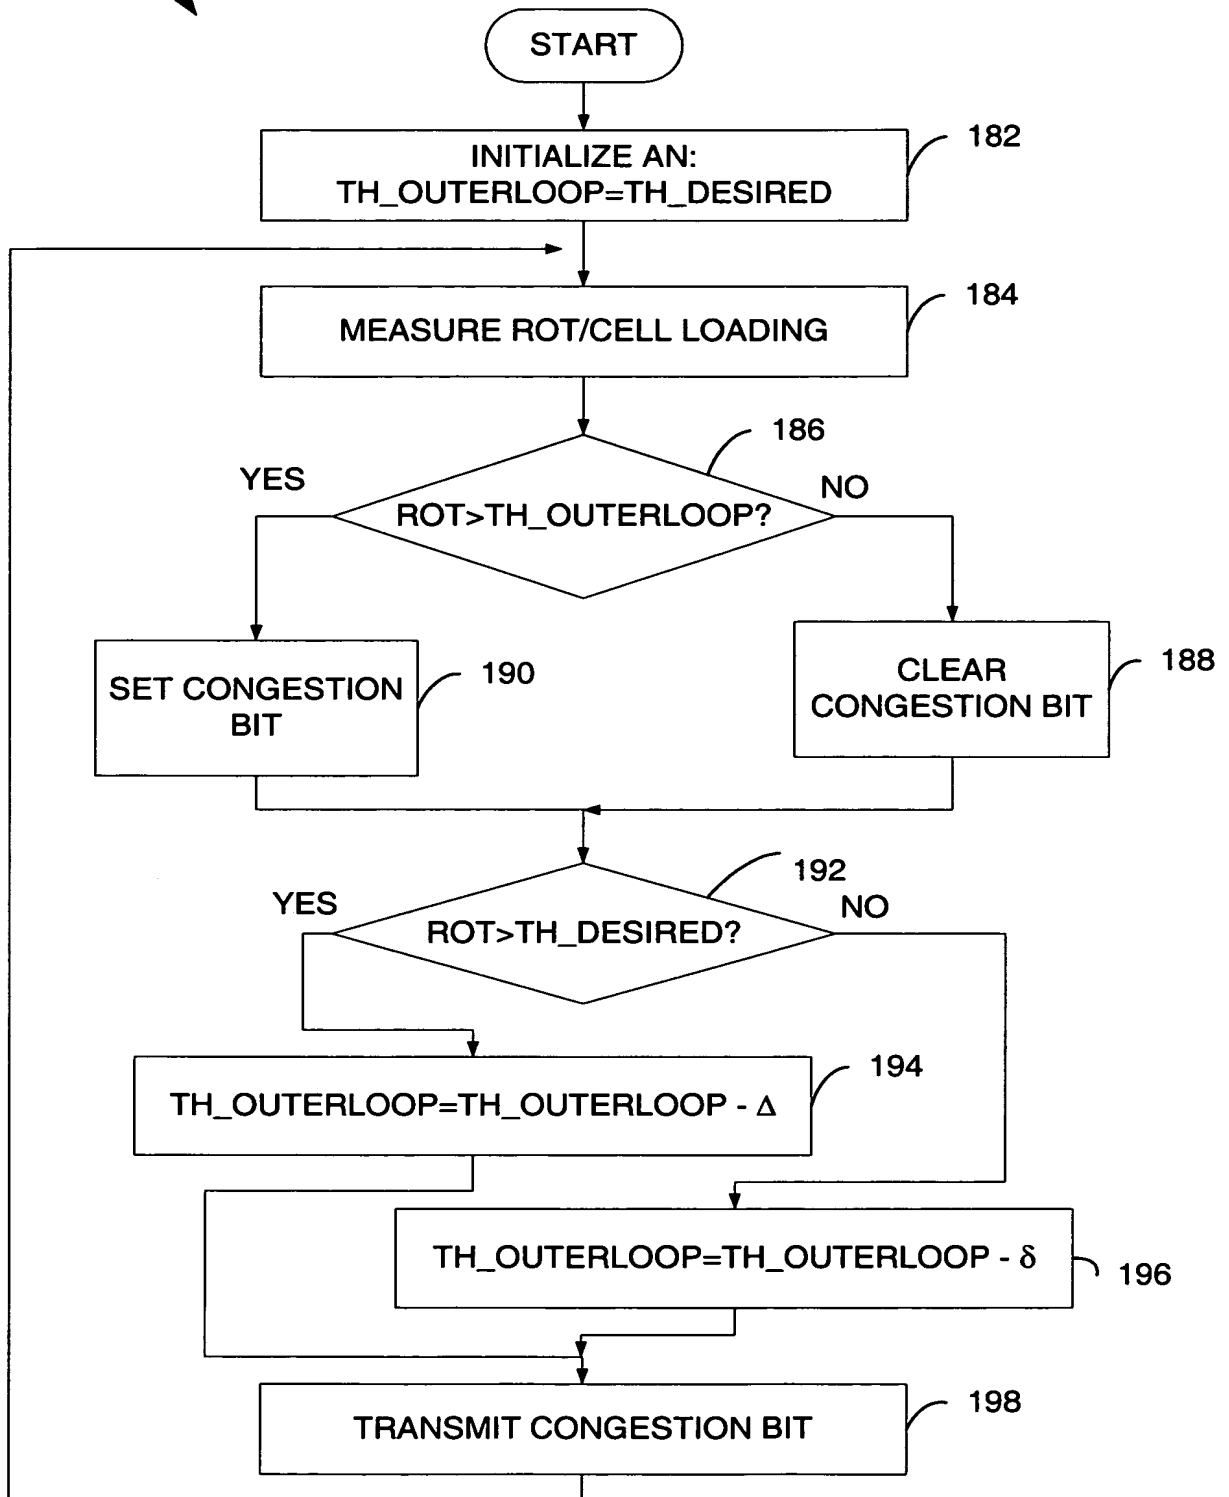 START
INITIALIZE AN:
TH_OUTERLOOP=TH_DESIRED
182
MEASURE ROT/CELL LOADING
184
186
YES
NO
ROT>TH_OUTERLOOP?
SET CONGESTION
BIT
190
CLEAR
CONGESTION BIT
188
192
YES
NO
ROT>TH_DESIRED?
TH_OUTERLOOP=TH_OUTERLOOP - Δ
194
TH_OUTERLOOP=TH_OUTERLOOP - δ
196
TRANSMIT CONGESTION BIT
198